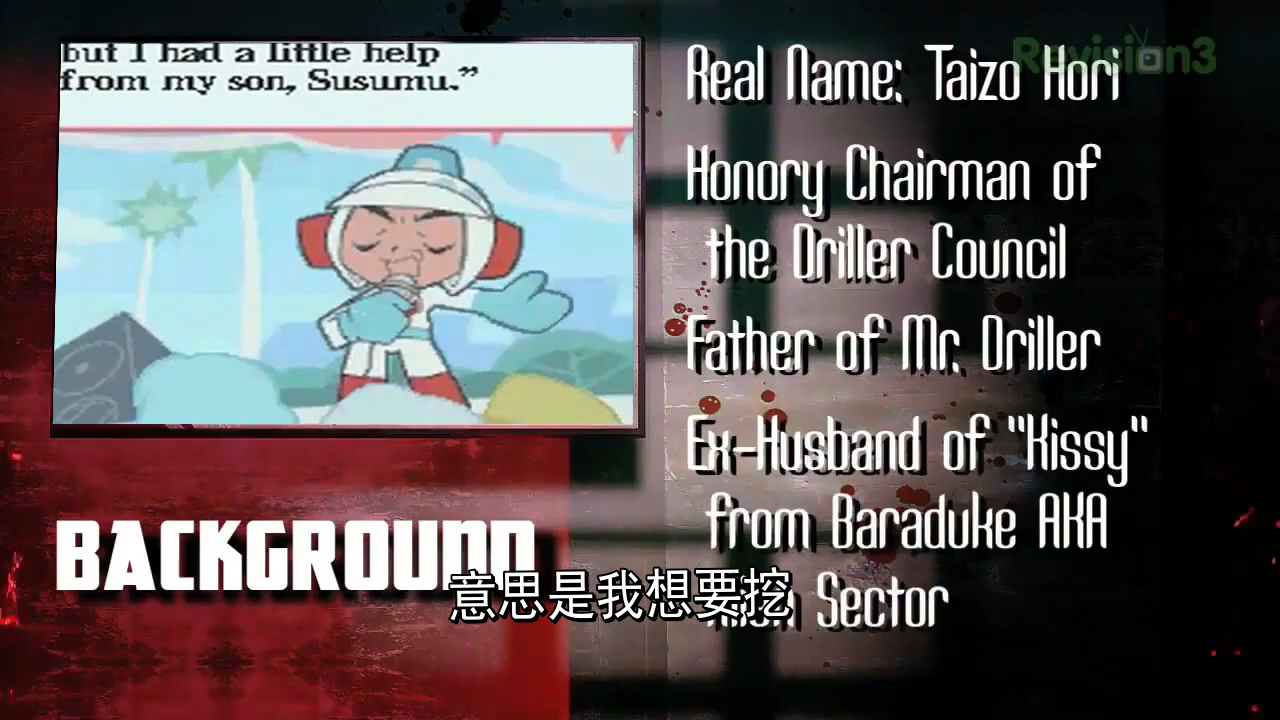 but I had a little help
from my son, Susumu.”
Revision3
Real Name: Taizo Hori
Honory Chairman of
the Driller Council
Father of Mr. Driller
Ex-Husband of "Kissy"
from Baraduke AKA
Sector
BACKGROUND
意思是我想要挖